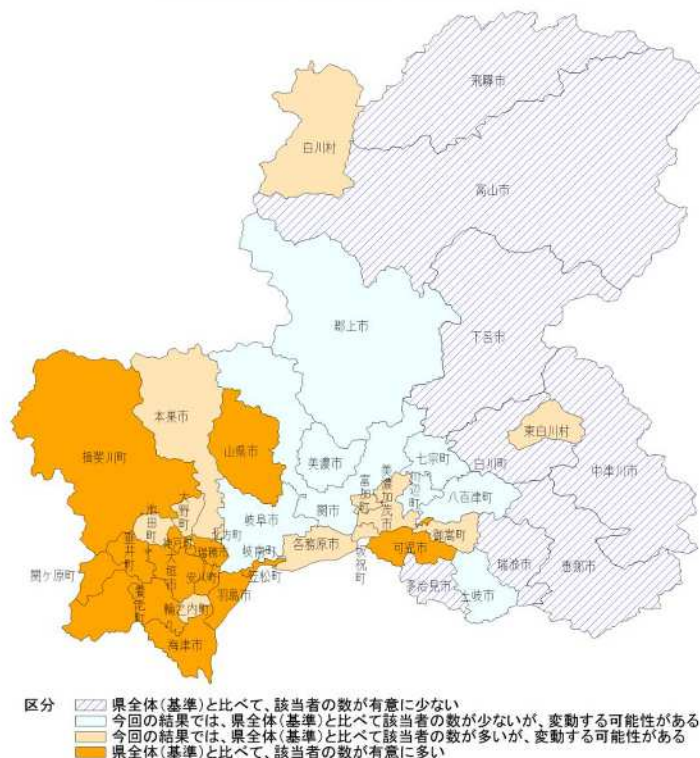 飛騨市
白川村
高山市
郡上市
下呂市
本巣市
東白川村
山県市
揖斐川町
七宗町
白川町
美濃市
中津川市
富加町
美濃加茂市
川辺町
八百津町
大野町
池田町
関市
岐阜市
北方町
御嵩町
神戸町
瑞穂市
各務原市
可児市
垂井町
岐南町
坂祝町
瑞浪市
恵那市
関ケ原町
大垣市
安八町
笠松町
多治見市
養老町
羽島市
土岐市
輪之内町
海津市
区分
県全体(基準)と比べて、該当者の数が有意に少ない
今回の結果では、県全体(基準)と比べて該当者の数が少ないが、変動する可能性がある
今回の結果では、県全体(基準)と比べて該当者の数が多いが、変動する可能性がある
県全体(基準)と比べて、該当者の数が有意に多い